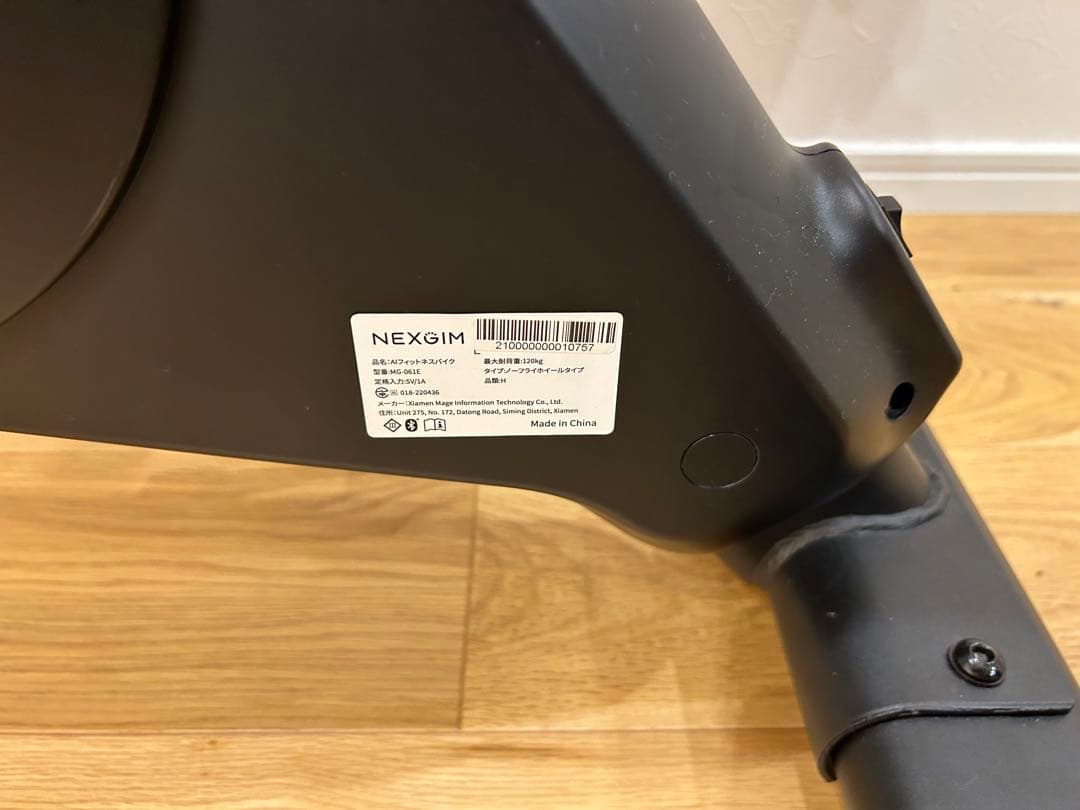 NEXGIM
210000000010757
品名:AIフィットネスバイク
最大耐荷重:120kg
型番:MG-061E
タイプ:ノーフライホイールタイプ
定格入力:5V/1A
品類:H
018-220436
メーカー:Xiamen Mage Information Technology Co., Ltd.
住所:Unit 275, No. 172, Datong Road, Siming District, Xiamen
Made in China